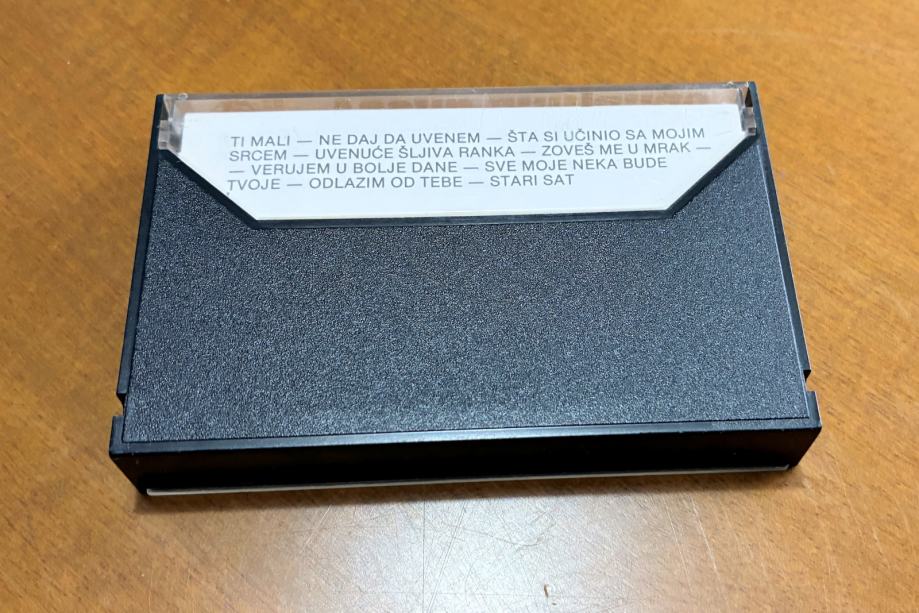 TI MALI — NE DAJ DA UVENEM — ŠTA SI UČINIO SA MOJIM
SRCEM — UVENUĆE ŠLJIVA RANKA — ZOVEŠ ME U MRAK —
— VERUJEM U BOLJE DANE — SVE MOJE NEKA BUDE
TVOJE — ODLAZIM OD TEBE — STARI SAT